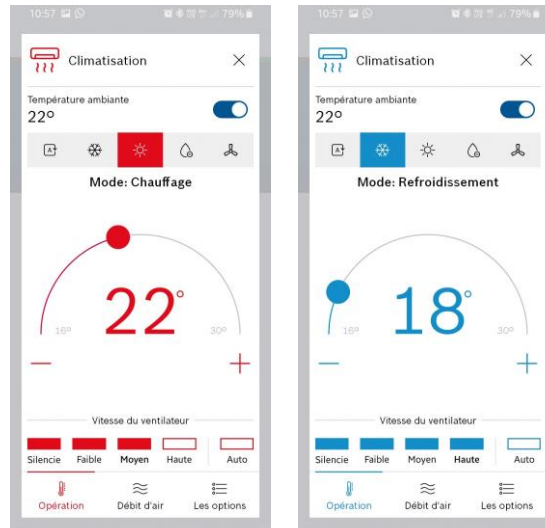 10:57 79%
Climatisation
Température ambiante
22°
A
Mode: Chauffage
22°
16° 30°
Vitesse du ventilateur
Silencie Faible Moyen Haute Auto
Opération Débit d'air Les options
10:57 79%
Climatisation
Température ambiante
22°
A
Mode: Refroidissement
18°
16° 30°
Vitesse du ventilateur
Silencie Faible Moyen Haute Auto
Opération Débit d'air Les options